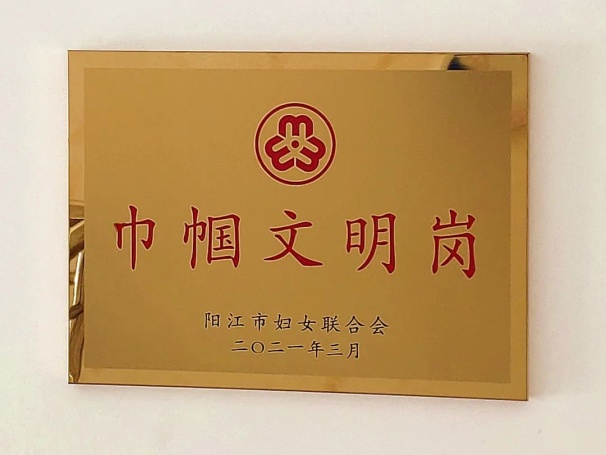 巾帼文明岗
阳江市妇女联合会
二〇二一年三月